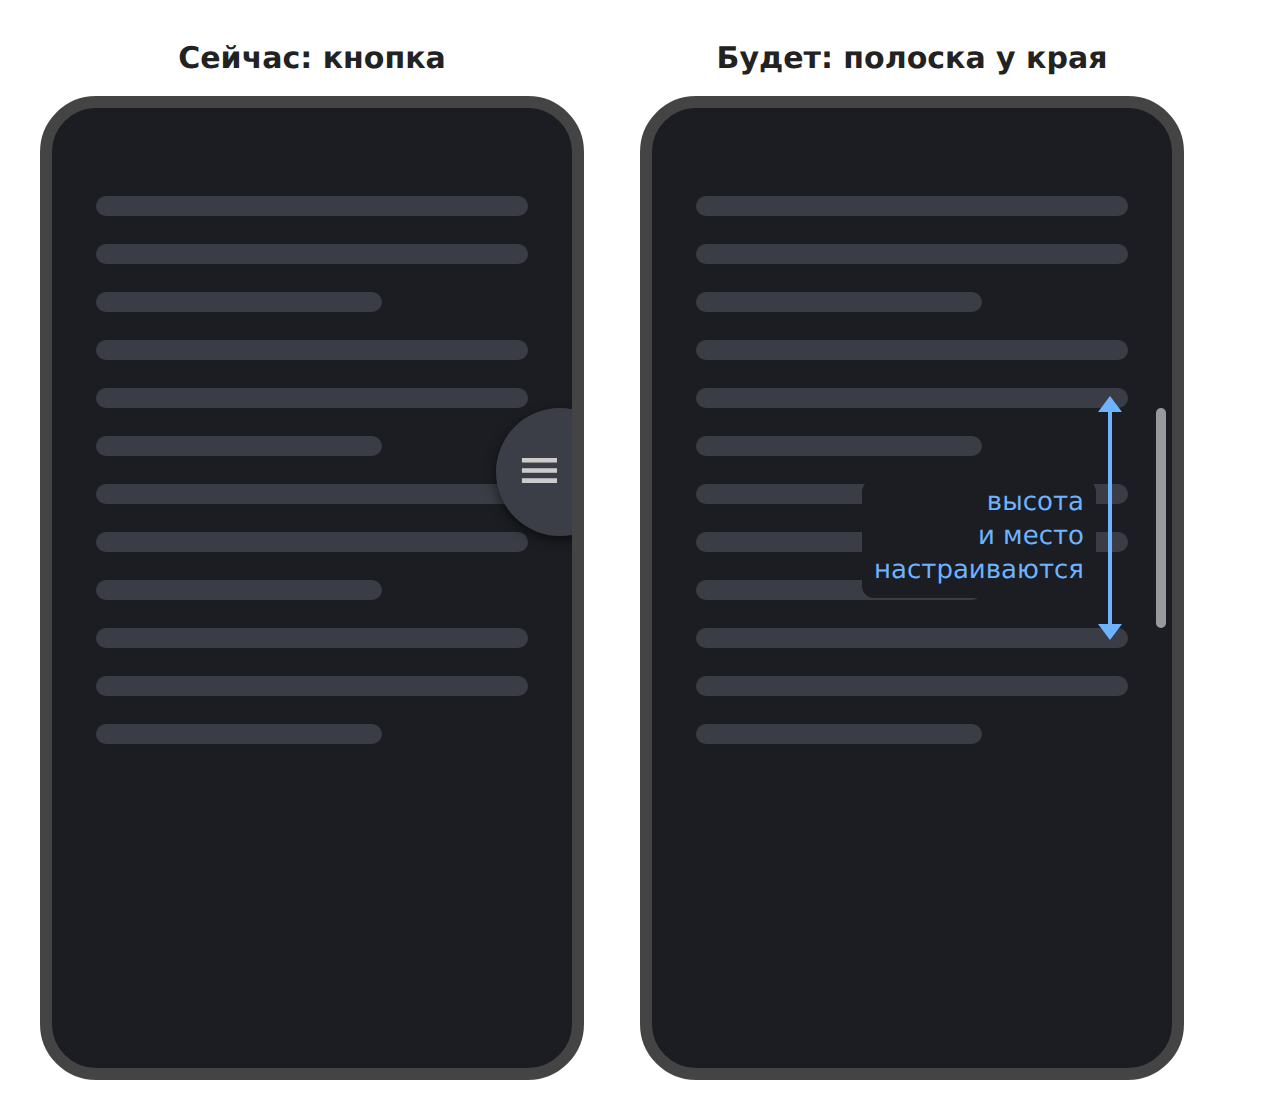 Сейчас: кнопка
Будет: полоска у края
высота
и место
настраиваются